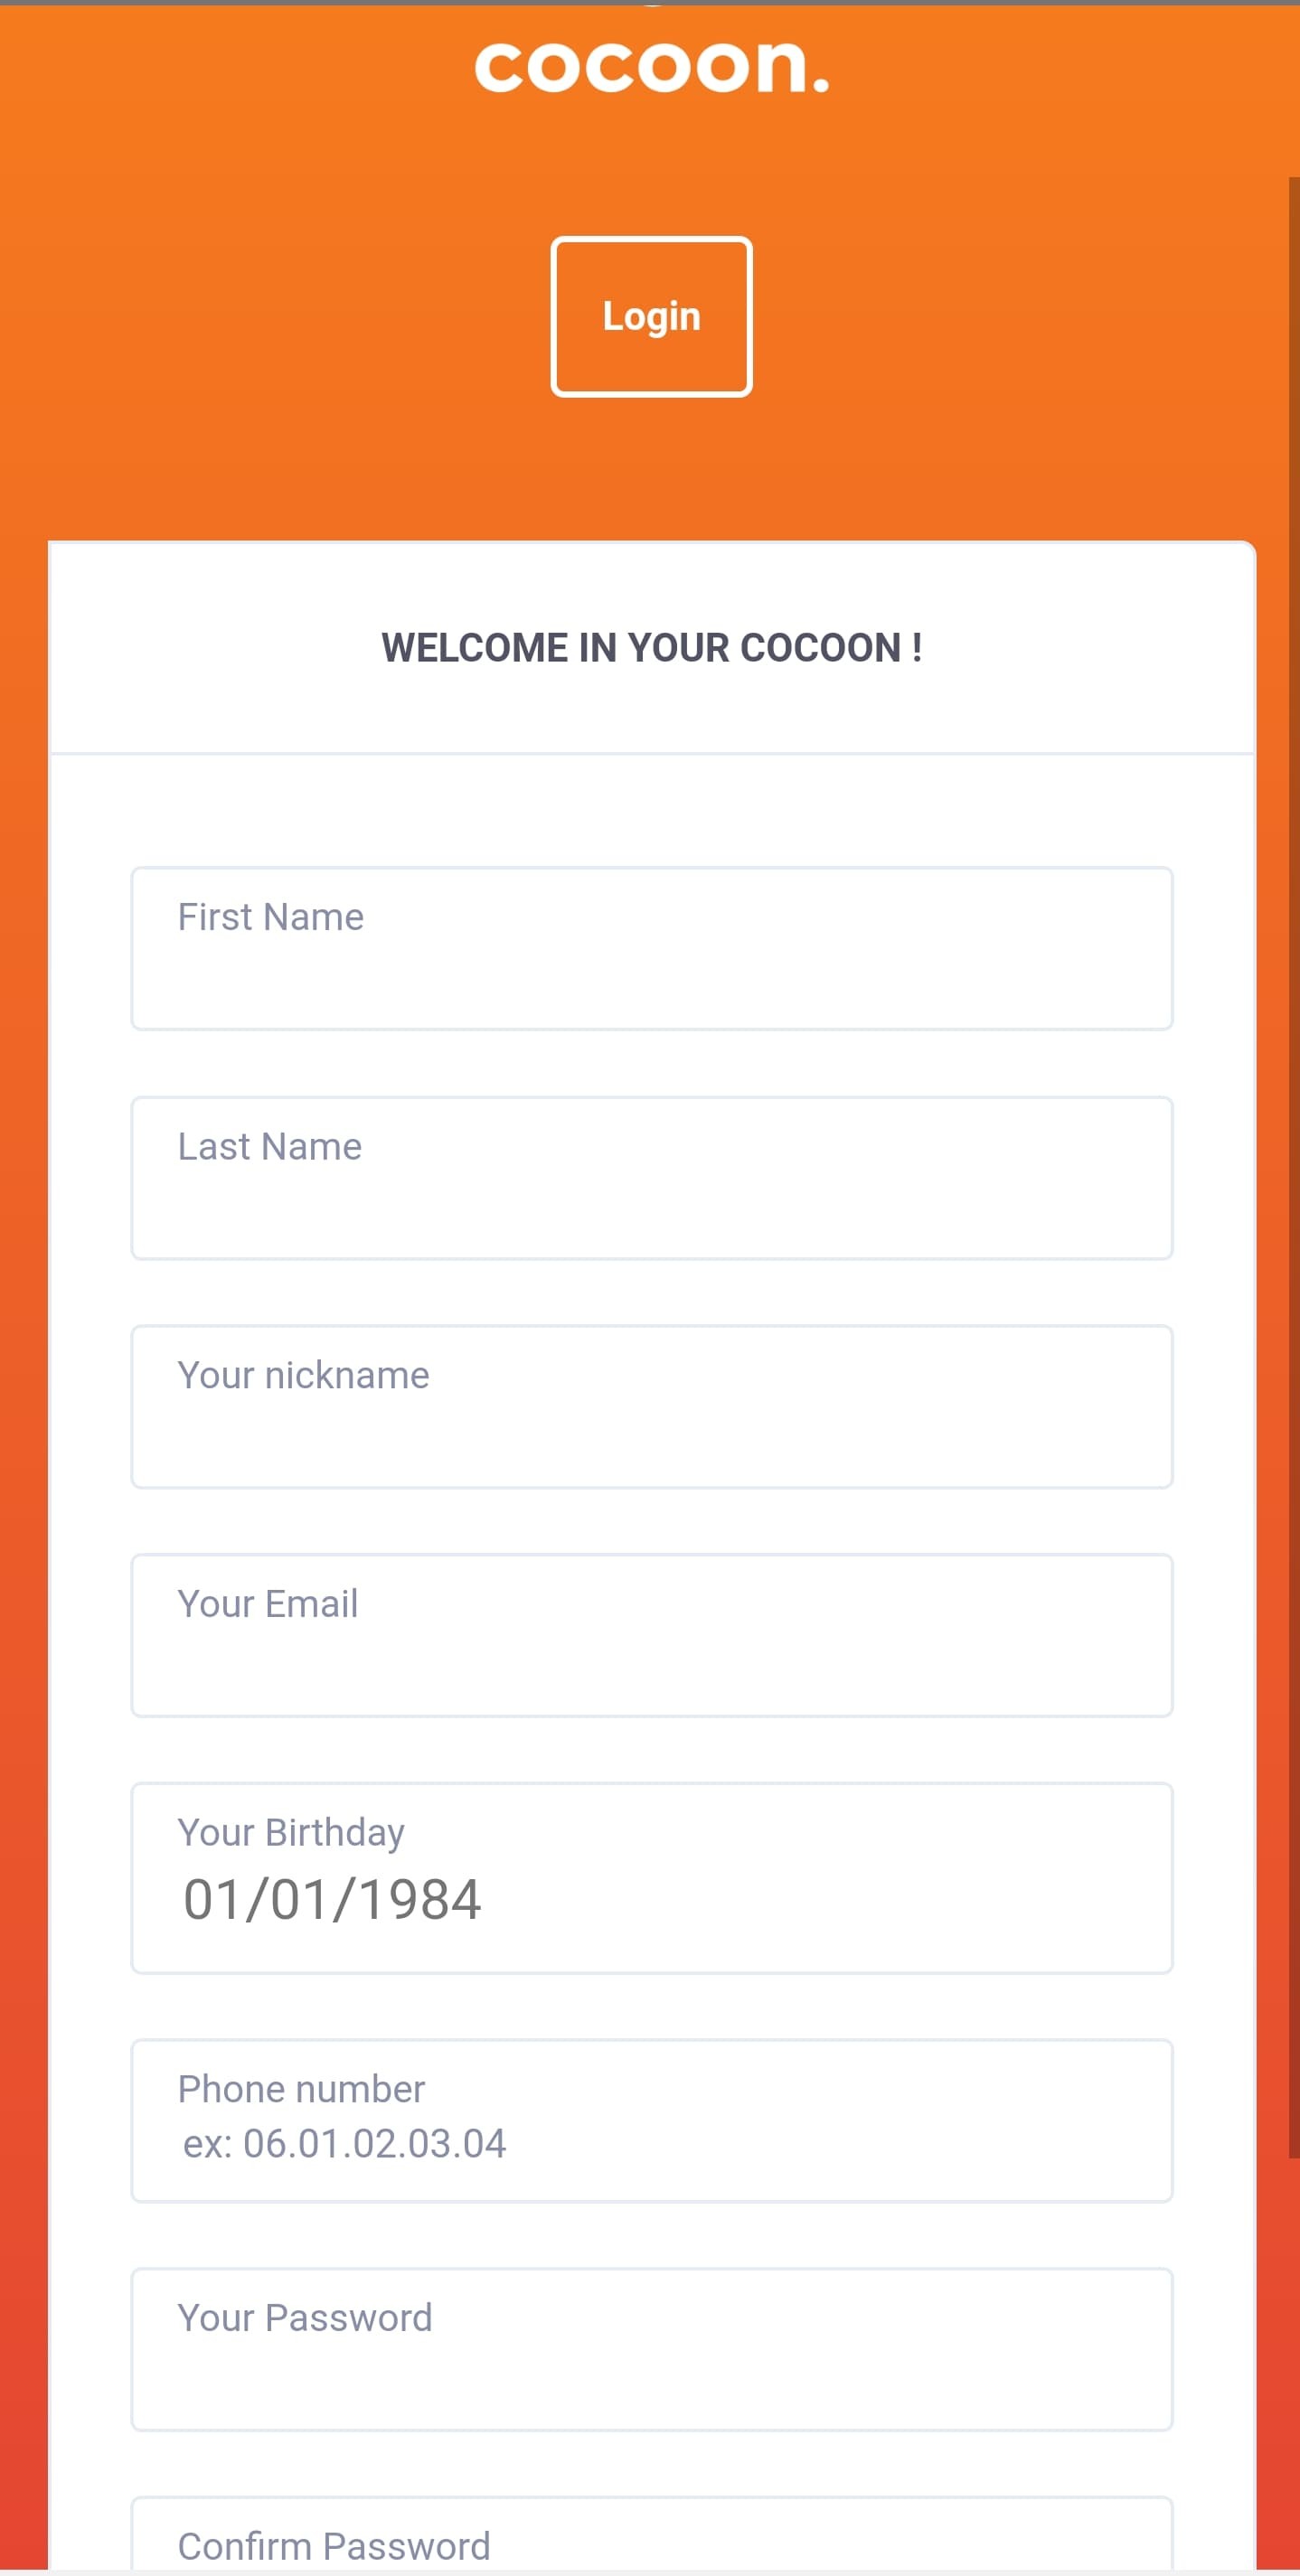 cocoon.
Login
WELCOME IN YOUR COCOON !
First Name
Last Name
Your nickname
Your Email
Your Birthday
01/01/1984
Phone number
ex: 06.01.02.03.04
Your Password
Confirm Password